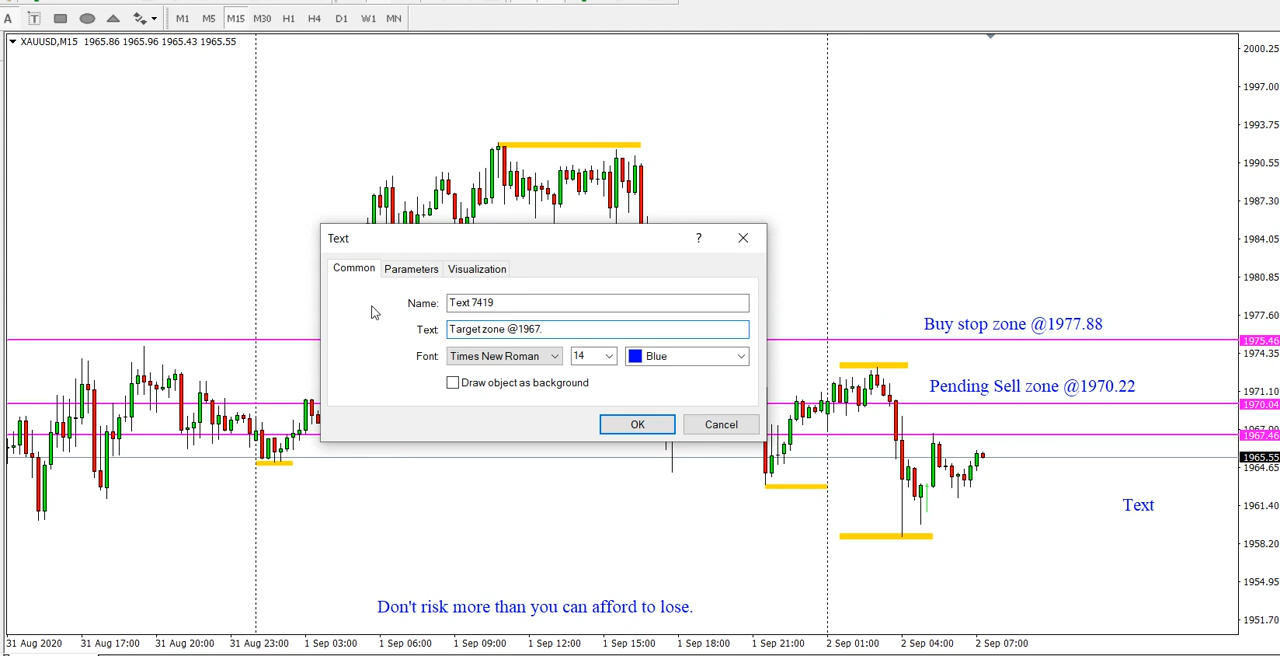 A T M1 M5 M15 M30 H1 H4 D1 W1 MN
XAUUSD,M15 1965.86 1965.96 1965.43 1965.55
2000.25
1997.00
1993.75
1990.55
1987.30
1984.05
1980.85
1977.60
1975.46
1974.35
1971.10
1970.04
1967.46
1965.55
1964.65
1961.40
1958.20
1954.95
1951.70
Text ?
Common Parameters Visualization
Name: Text 7419
Text Target zone @1967.
Font Times New Roman 14 Blue
Draw object as background
OK Cancel
Buy stop zone @1977.88
Pending Sell zone @1970.22
Text
Don't risk more than you can afford to lose.
31 Aug 2020 31 Aug 17:00 31 Aug 20:00 31 Aug 23:00 1 Sep 03:00 1 Sep 06:00 1 Sep 09:00 1 Sep 12:00 1 Sep 15:00 1 Sep 18:00 1 Sep 21:00 2 Sep 01:00 2 Sep 04:00 2 Sep 07:00